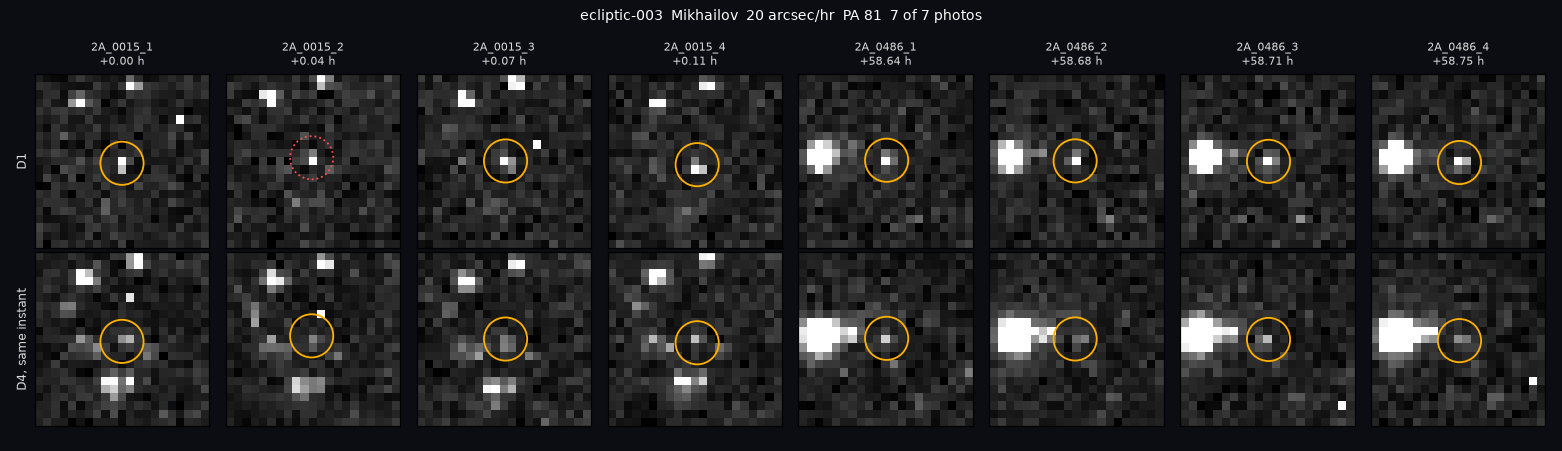 ecliptic-003  Mikhailov  20 arcsec/hr  PA 81  7 of 7 photos
2A_0015_1
+0.00 h
2A_0015_2
+0.04 h
2A_0015_3
+0.07 h
2A_0015_4
+0.11 h
2A_0486_1
+58.64 h
2A_0486_2
+58.68 h
2A_0486_3
+58.71 h
2A_0486_4
+58.75 h
D1
D4, same instant